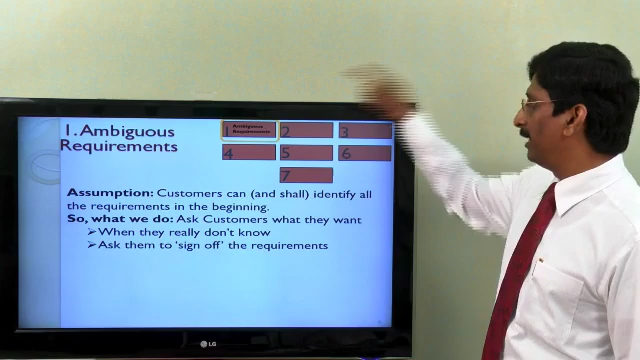 1. Ambiguous
Requirements
1 Ambiguous
Requirements
2
3
4
5
6
7
Assumption: Customers can (and shall) identify all
the requirements in the beginning.
So, what we do: Ask Customers what they want
➢When they really don't know
➢Ask them to 'sign off' the requirements
LG